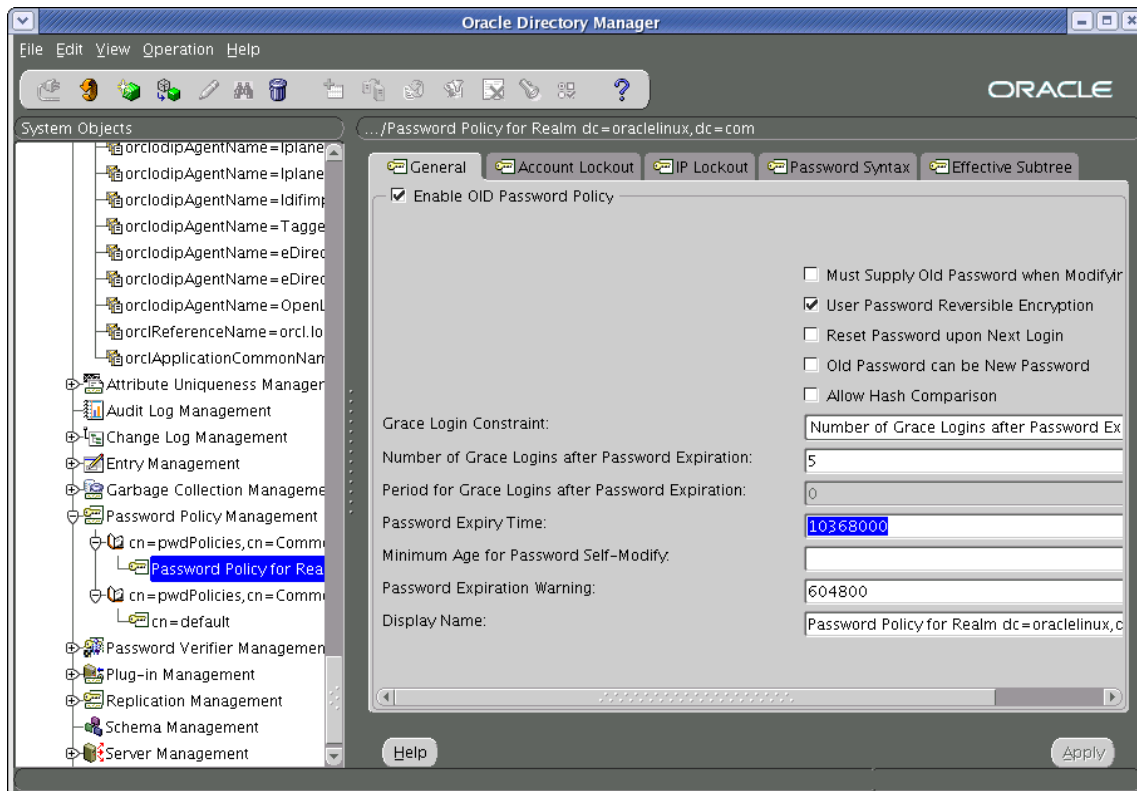 Oracle Directory Manager
File Edit View Operation Help
ORACLE
System Objects
.../Password Policy for Realm dc=oraclelinux,dc=com
orclodipAgentName=Iplane
orclodipAgentName=Iplane
orclodipAgentName=ldifimp
orclodipAgentName=Tagge
orclodipAgentName=eDirec
orclodipAgentName=eDirec
orclodipAgentName=OpenL
orclReferenceName=orcl.lo
orclApplicationCommonNam
Attribute Uniqueness Manager
Audit Log Management
Change Log Management
Entry Management
Garbage Collection Manageme
Password Policy Management
cn=pwdPolicies,cn=Commo
Password Policy for Rea
cn=pwdPolicies,cn=Commo
cn=default
Password Verifier Managemen
Plug-in Management
Replication Management
Schema Management
Server Management
General Account Lockout IP Lockout Password Syntax Effective Subtree
Enable OID Password Policy
Must Supply Old Password when Modifyin
User Password Reversible Encryption
Reset Password upon Next Login
Old Password can be New Password
Allow Hash Comparison
Grace Login Constraint: Number of Grace Logins after Password Ex
Number of Grace Logins after Password Expiration: 5
Period for Grace Logins after Password Expiration: 0
Password Expiry Time: 10368000
Minimum Age for Password Self-Modify:
Password Expiration Warning: 604800
Display Name: Password Policy for Realm dc=oraclelinux,c
Help Apply